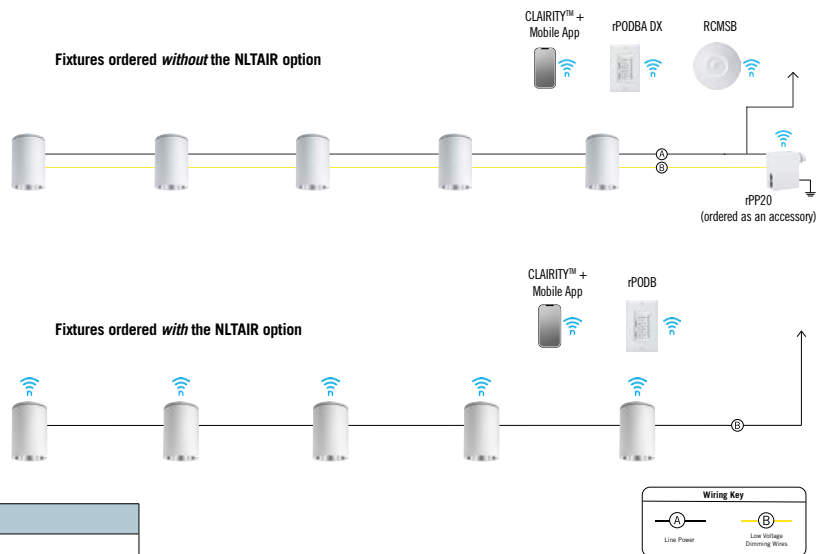 CLAIRITY™ +
Mobile App
rPODBA DX
RCMSB
Fixtures ordered without the NLTAIR option
A
B
rPP20
(ordered as an accessory)
CLAIRITY™ +
Mobile App
rPODB
Fixtures ordered with the NLTAIR option
B
Wiring Key
A
B
Line Power
Low Voltage
Dimming Wires